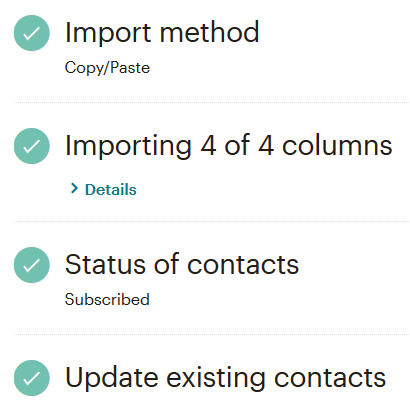 Import method
Copy/Paste
Importing 4 of 4 columns
Details
Status of contacts
Subscribed
Update existing contacts